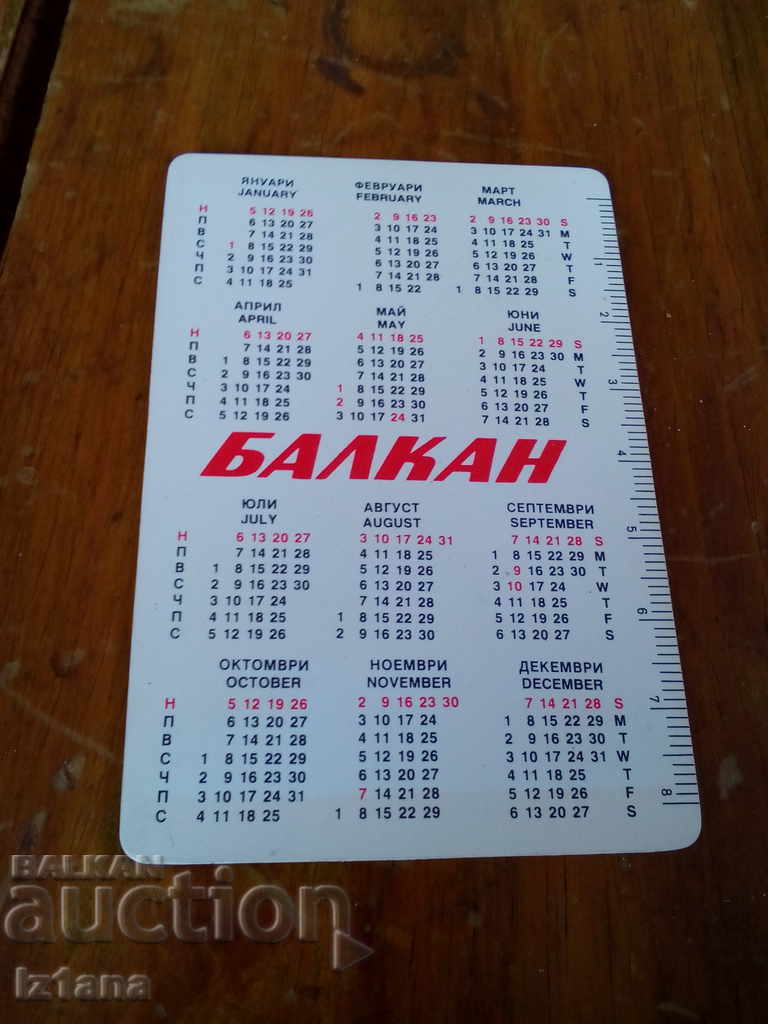 ЯНУАРИ ФЕВРУАРИ МАРТ
JANUARY FEBRUARY MARCH
Н 5 12 19 26 2 9 16 23 2 9 16 23 30 S
П 6 13 20 27 3 10 17 24 3 10 17 24 31 M
В 7 14 21 28 4 11 18 25 4 11 18 25 T
С 1 8 15 22 29 5 12 19 26 5 12 19 26 W
Ч 2 9 16 23 30 6 13 20 27 6 13 20 27 T
П 3 10 17 24 31 7 14 21 28 7 14 21 28 F
С 4 11 18 25 1 8 15 22 1 8 15 22 29 S
АПРИЛ МАЙ ЮНИ
APRIL MAY JUNE
Н 6 13 20 27 4 11 18 25 1 8 15 22 29 S
П 7 14 21 28 5 12 19 26 2 9 16 23 30 M
В 1 8 15 22 29 6 13 20 27 3 10 17 24 T
С 2 9 16 23 30 7 14 21 28 4 11 18 25 W
Ч 3 10 17 24 1 8 15 22 29 5 12 19 26 T
П 4 11 18 25 2 9 16 23 30 6 13 20 27 F
С 5 12 19 26 3 10 17 24 31 7 14 21 28 S
БАЛКАН
ЮЛИ АВГУСТ СЕПТЕМВРИ
JULY AUGUST SEPTEMBER
Н 6 13 20 27 3 10 17 24 31 7 14 21 28 S
П 7 14 21 28 4 11 18 25 1 8 15 22 29 M
В 1 8 15 22 29 5 12 19 26 2 9 16 23 30 T
С 2 9 16 23 30 6 13 20 27 3 10 17 24 W
Ч 3 10 17 24 7 14 21 28 4 11 18 25 T
П 4 11 18 25 1 8 15 22 29 5 12 19 26 F
С 5 12 19 26 2 9 16 23 30 6 13 20 27 S
ОКТОМВРИ НОЕМВРИ ДЕКЕМВРИ
OCTOBER NOVEMBER DECEMBER
Н 5 12 19 26 2 9 16 23 30 7 14 21 28 S
П 6 13 20 27 3 10 17 24 1 8 15 22 29 M
В 7 14 21 28 4 11 18 25 2 9 16 23 30 T
С 1 8 15 22 29 5 12 19 26 3 10 17 24 31 W
Ч 2 9 16 23 30 6 13 20 27 4 11 18 25 T
П 3 10 17 24 31 7 14 21 28 5 12 19 26 F
С 4 11 18 25 1 8 15 22 29 6 13 20 27 S
1
2
3
4
5
6
7
8
BALKAN
auction
Iz1ana